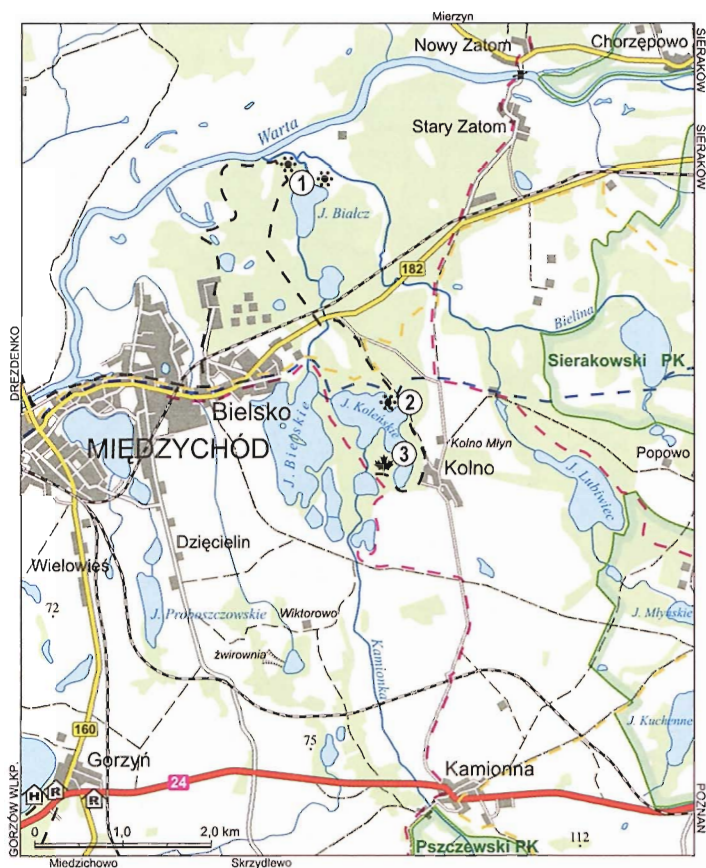 Mierzyn
Nowy Zatom
Chorzępowo
SIERAKÓW
Stary Zatom
Warta
SIERAKÓW
1
J. Białcz
182
Bielina
Sierakowski PK
DREZDENKO
Bielsko
MIĘDZYCHÓD
J. Bielskie
J. Koleńskie
2
3
Kolno Młyn
Kolno
Popowo
J. Lubiwiec
Dzięcielin
Wielowieś
72
J. Proboszczowskie
Wiktorowo
żwirownia
Kamionka
J. Młyńskie
J. Kuchenne
160
75
Gorzyń
24
Kamionna
GORZÓW WLKP.
H
R
R
POZNAŃ
0
1,0
2,0 km
Pszczewski PK
112
Miedzichowo
Skrzydlewo